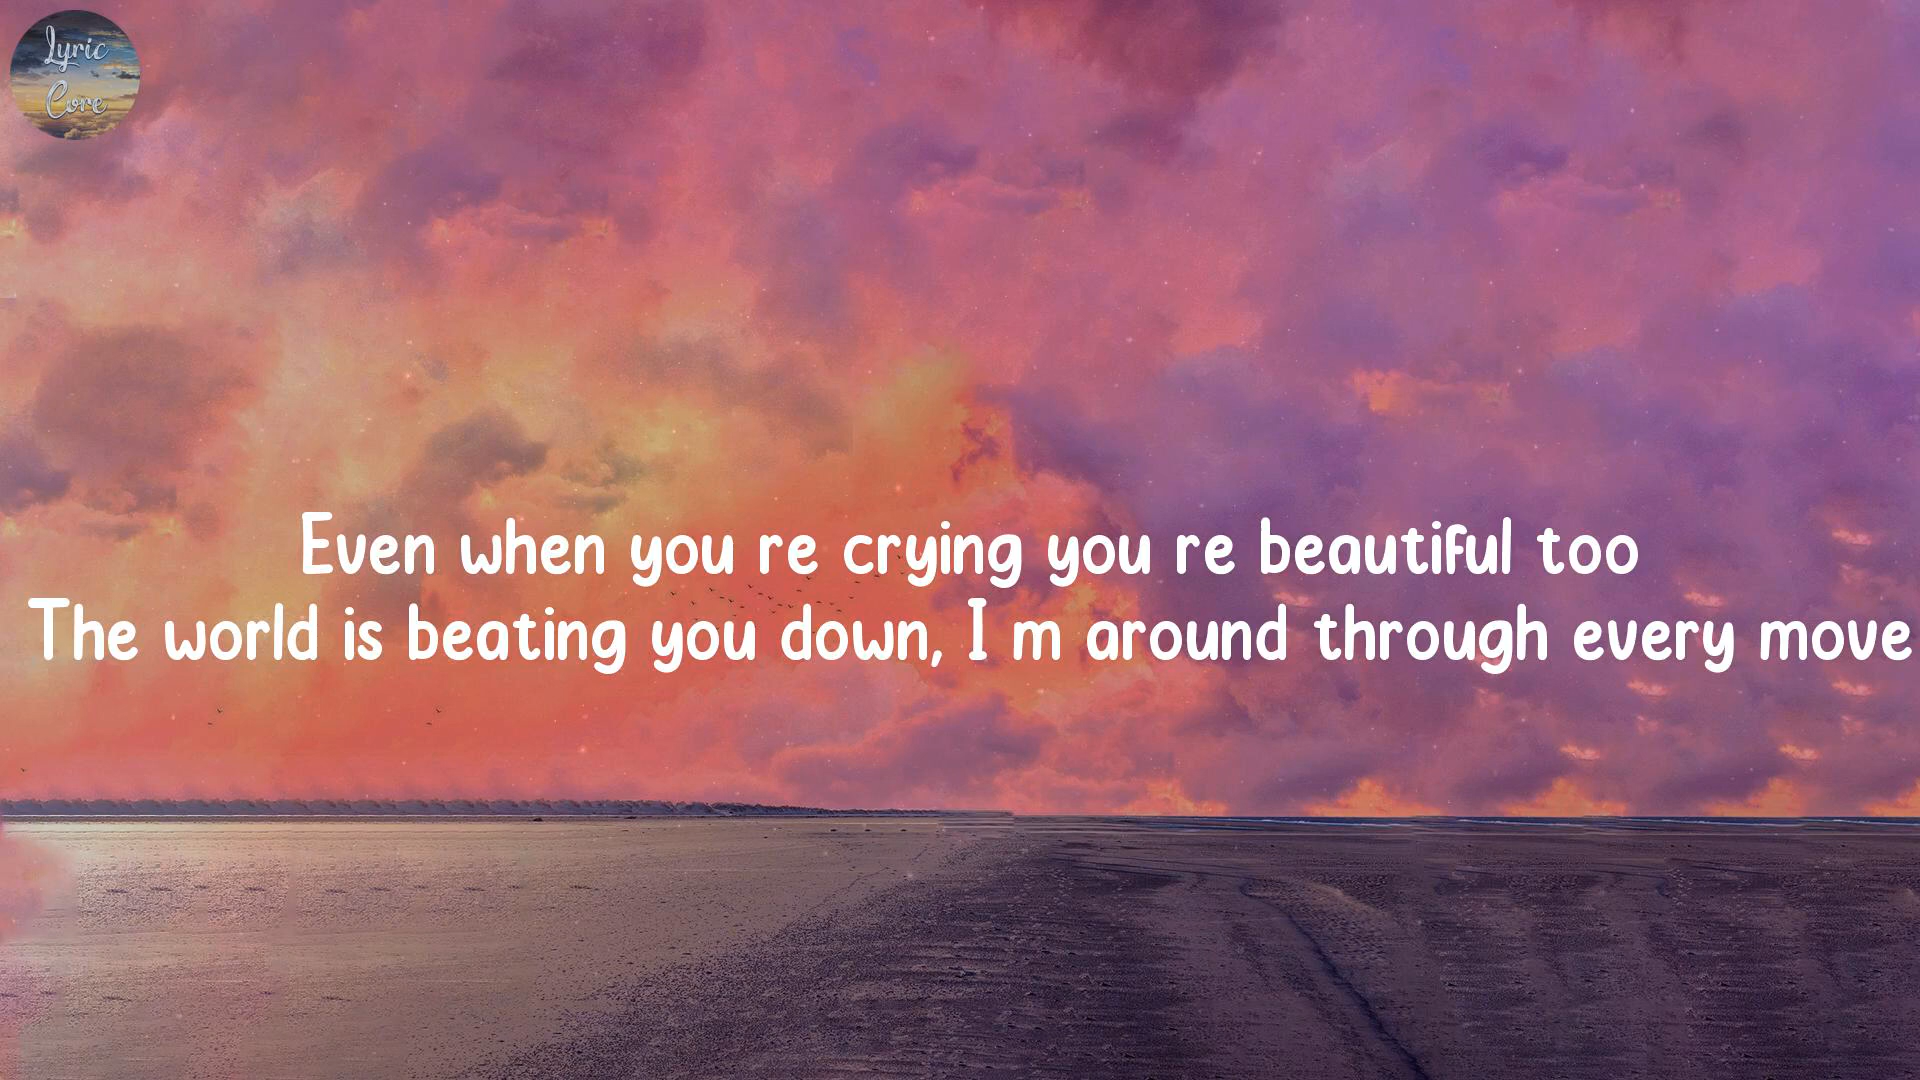 Lyric
Core
Even when you re crying you re beautiful too
The world is beating you down, I m around through every move